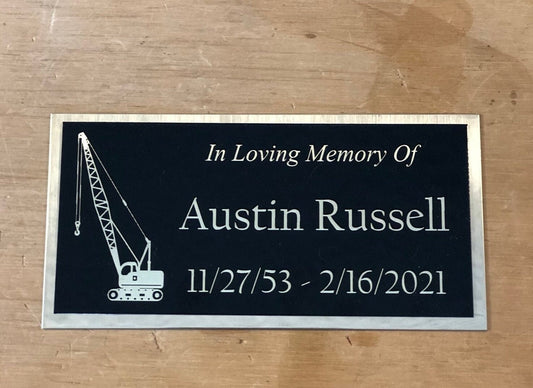 In Loving Memory Of
Austin Russell
11/27/53 - 2/16/2021